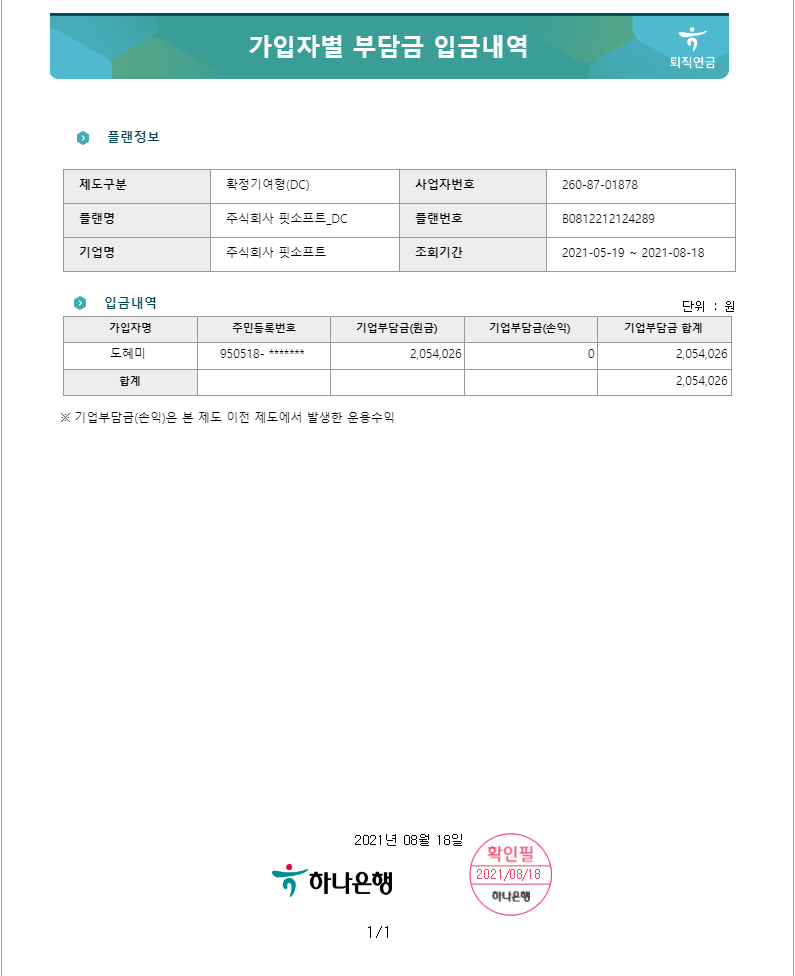 가입자별 부담금 입금내역
퇴직연금
플랜정보
제도구분 확정기여형(DC) 사업자번호 260-87-01878
플랜명 주식회사 핏소프트_DC 플랜번호 B0812212124289
기업명 주식회사 핏소프트 조회기간 2021-05-19 ~ 2021-08-18
입금내역
단위 : 원
가입자명 주민등록번호 기업부담금(원금) 기업부담금(손익) 기업부담금 합계
도혜미 950518- ******* 2,054,026 0 2,054,026
합계 2,054,026
※ 기업부담금(손익)은 본 제도 이전 제도에서 발생한 운용수익
2021년 08월 18일
확인필
2021/08/18
하나은행
하나은행
1/1